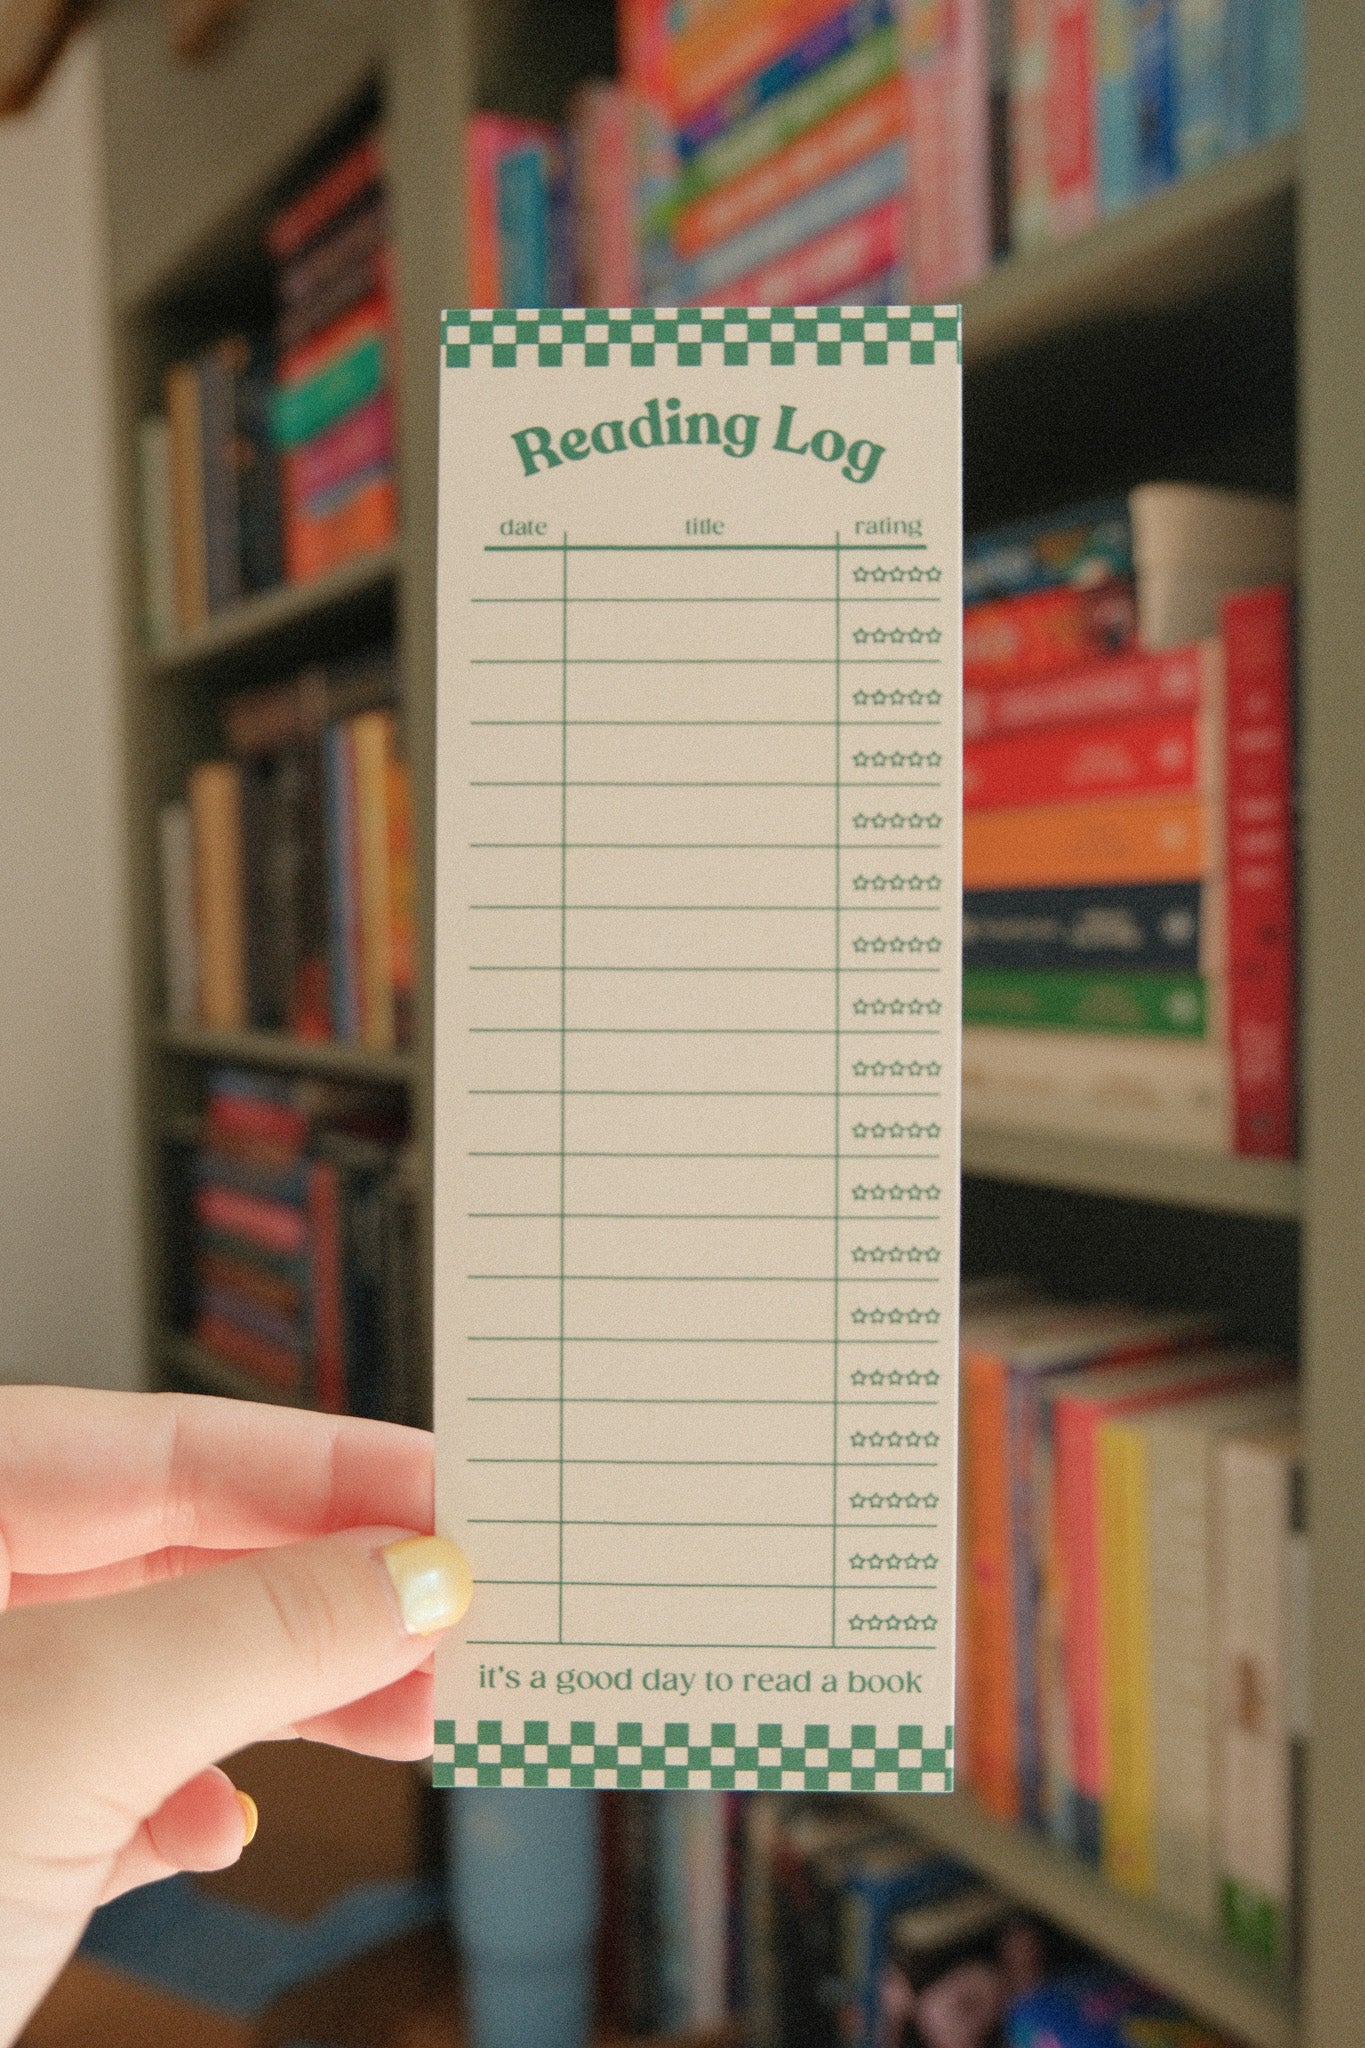 Reading Log
date title rating
it's a good day to read a book